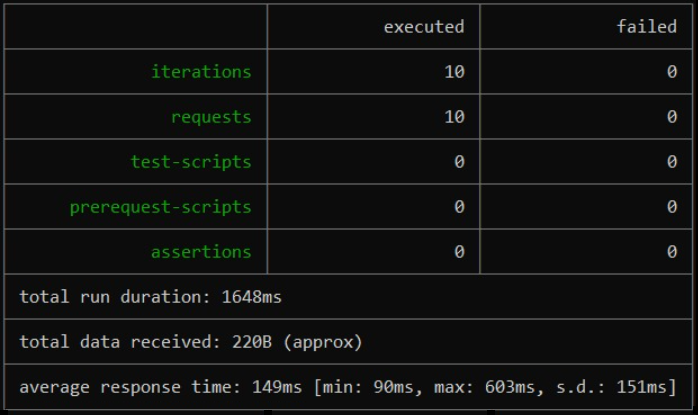 executed failed
iterations 10 0
requests 10 0
test-scripts 0 0
prerequest-scripts 0 0
assertions 0 0
total run duration: 1648ms
total data received: 220B (approx)
average response time: 149ms [min: 90ms, max: 603ms, s.d.: 151ms]